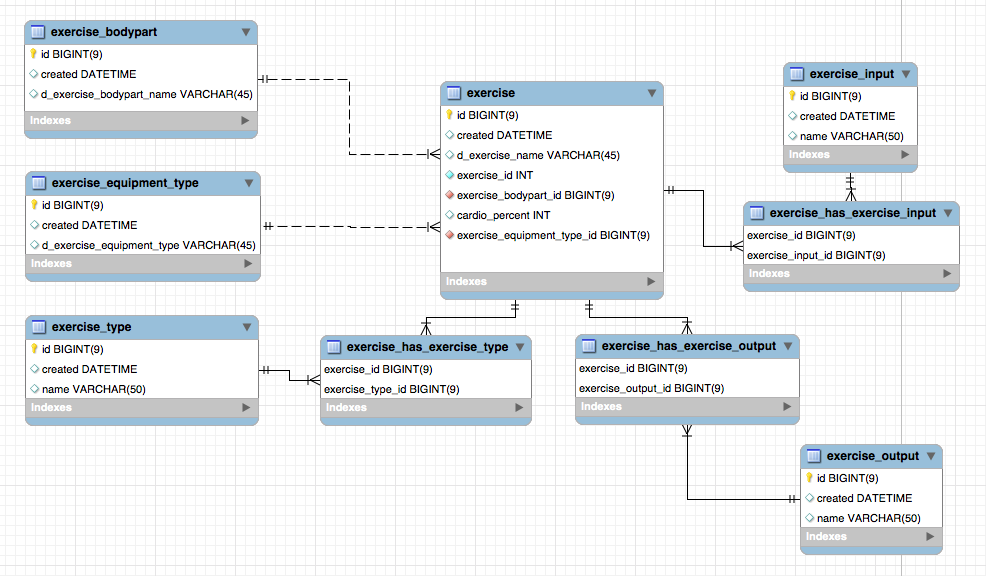 exercise_bodypart
id BIGINT(9)
created DATETIME
d_exercise_bodypart_name VARCHAR(45)
Indexes
exercise_equipment_type
id BIGINT(9)
created DATETIME
d_exercise_equipment_type VARCHAR(45)
Indexes
exercise_type
id BIGINT(9)
created DATETIME
name VARCHAR(50)
Indexes
exercise
id BIGINT(9)
created DATETIME
d_exercise_name VARCHAR(45)
exercise_id INT
exercise_bodypart_id BIGINT(9)
cardio_percent INT
exercise_equipment_type_id BIGINT(9)
Indexes
exercise_has_exercise_type
exercise_id BIGINT(9)
exercise_type_id BIGINT(9)
Indexes
exercise_has_exercise_output
exercise_id BIGINT(9)
exercise_output_id BIGINT(9)
Indexes
exercise_input
id BIGINT(9)
created DATETIME
name VARCHAR(50)
Indexes
exercise_has_exercise_input
exercise_id BIGINT(9)
exercise_input_id BIGINT(9)
Indexes
exercise_output
id BIGINT(9)
created DATETIME
name VARCHAR(50)
Indexes